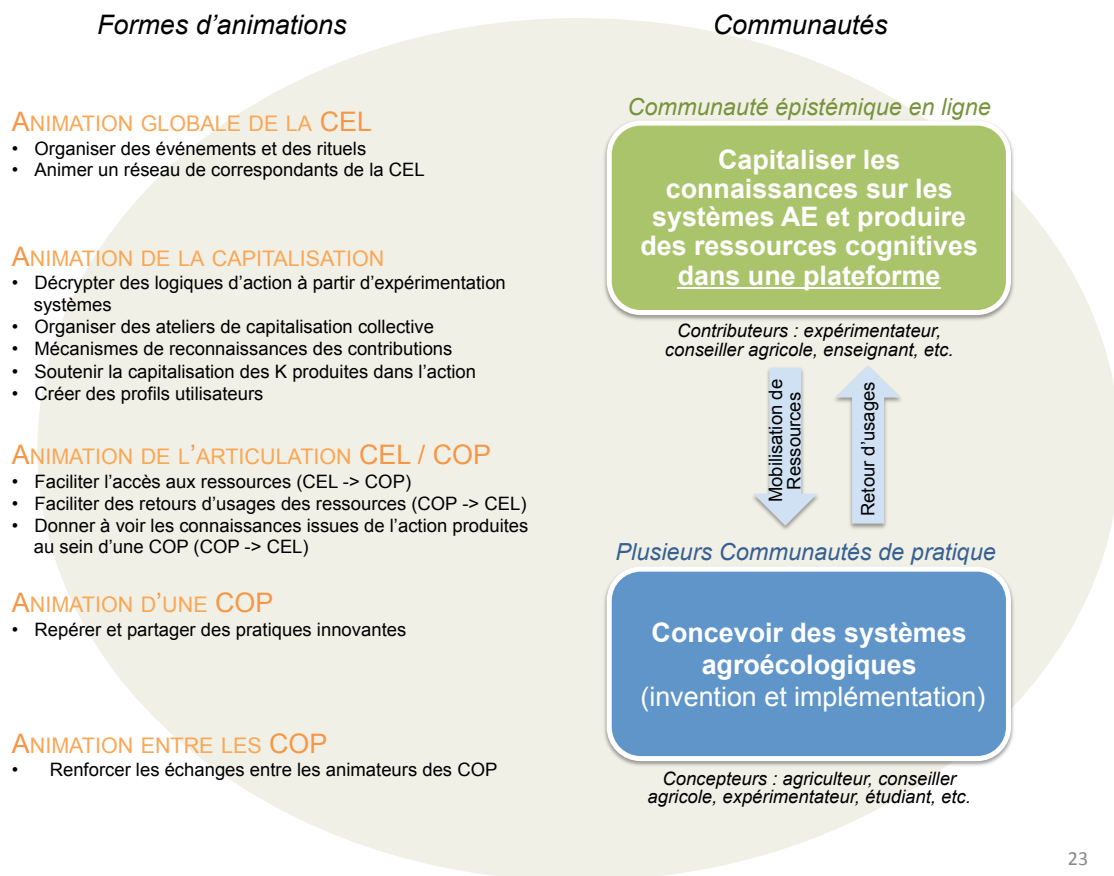 Formes d'animations
Communautés
ANIMATION GLOBALE DE LA CEL
• Organiser des événements et des rituels
• Animer un réseau de correspondants de la CEL
ANIMATION DE LA CAPITALISATION
• Décrypter des logiques d'action à partir d'expérimentation
systèmes
• Organiser des ateliers de capitalisation collective
• Mécanismes de reconnaissances des contributions
• Soutenir la capitalisation des K produites dans l'action
• Créer des profils utilisateurs
ANIMATION DE L'ARTICULATION CEL / COP
• Faciliter l'accès aux ressources (CEL -> COP)
• Faciliter des retours d'usages des ressources (COP -> CEL)
• Donner à voir les connaissances issues de l'action produites
au sein d'une COP (COP -> CEL)
ANIMATION D'UNE COP
• Repérer et partager des pratiques innovantes
ANIMATION ENTRE LES COP
• Renforcer les échanges entre les animateurs des COP
Communauté épistémique en ligne
Capitaliser les
connaissances sur les
systèmes AE et produire
des ressources cognitives
dans une plateforme
Contributeurs : expérimentateur,
conseiller agricole, enseignant, etc.
Mobilisation de
Ressources
Retour d'usages
Plusieurs Communautés de pratique
Concevoir des systèmes
agroécologiques
(invention et implémentation)
Concepteurs : agriculteur, conseiller
agricole, expérimentateur, étudiant, etc.
23